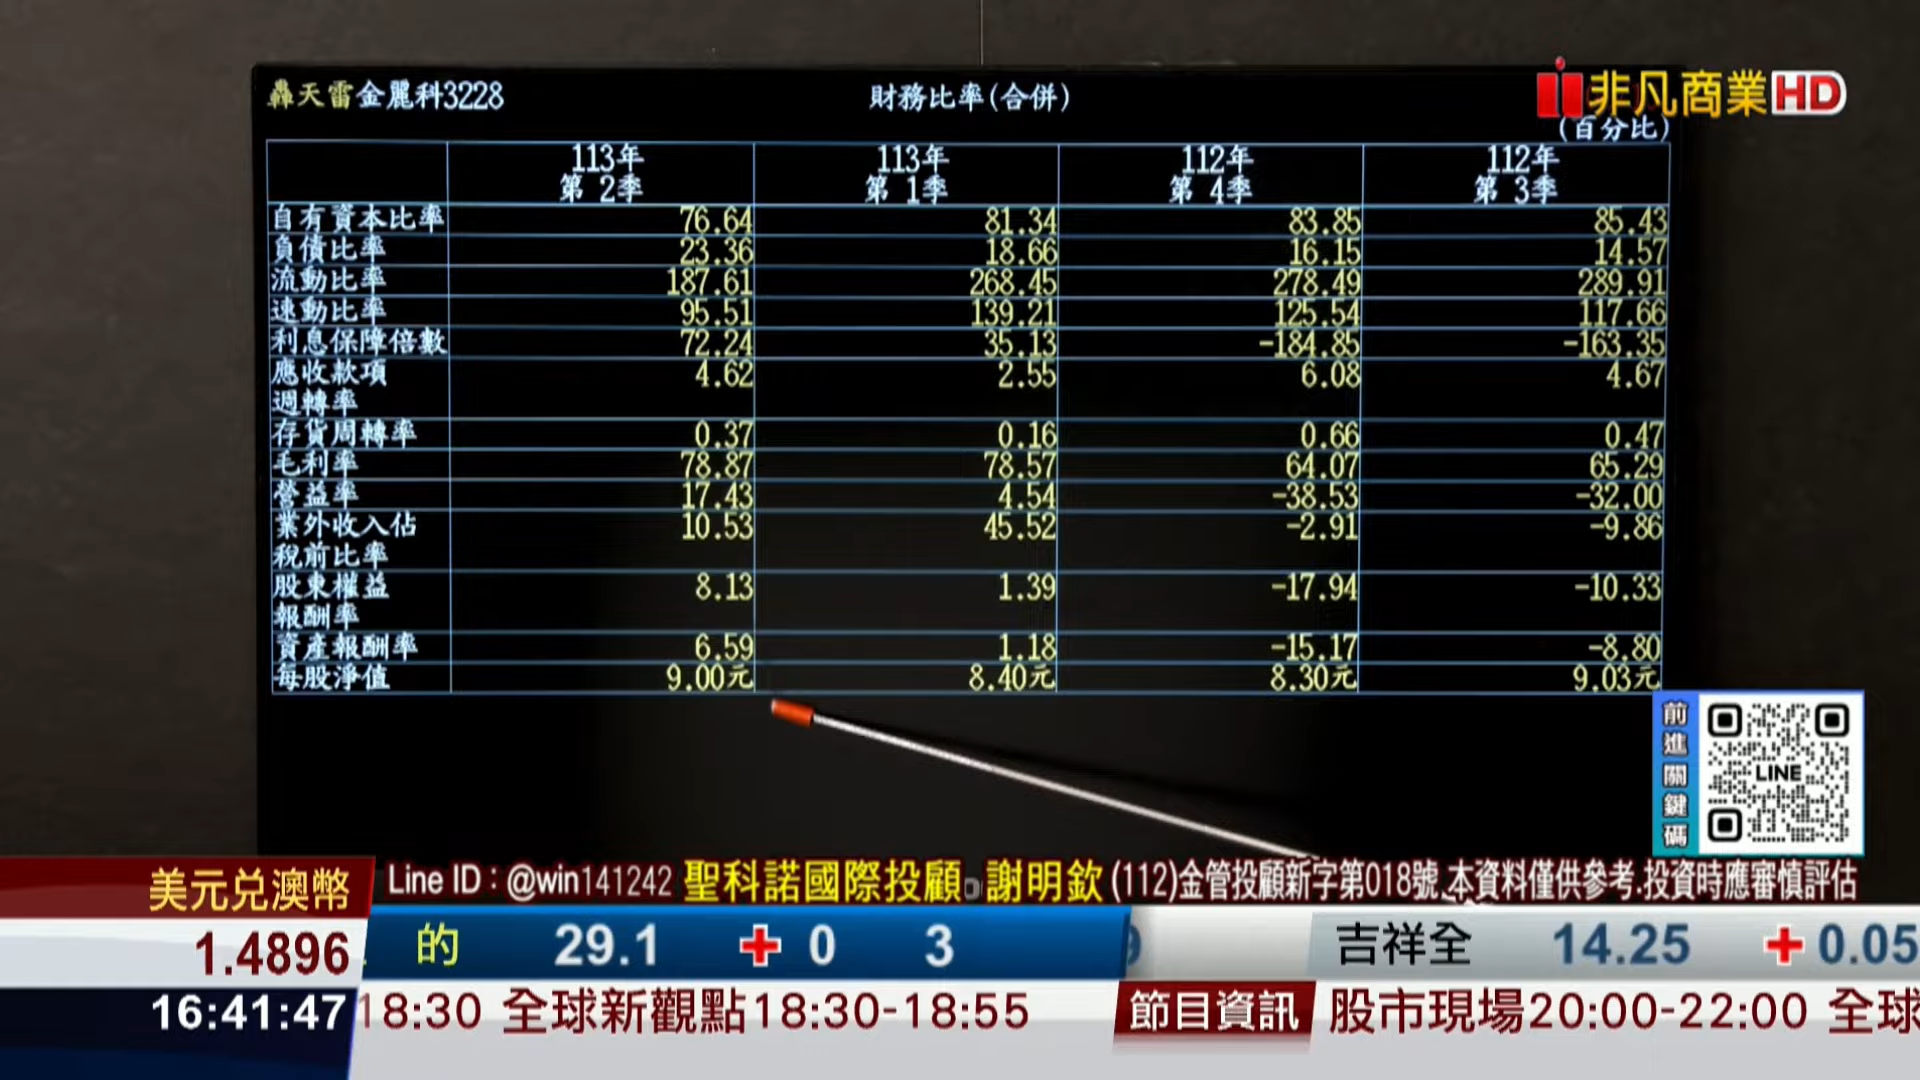 轟天雷金麗科3228
財務比率(合併)
非凡商業HD
(百分比)
113年 113年 112年 112年
第 2季 第 1季 第 4季 第 3季
自有資本比率 76.64 81.34 83.85 85.43
負債比率 23.36 18.66 16.15 14.57
流動比率 187.61 268.45 278.49 289.91
速動比率 95.51 139.21 125.54 117.66
利息保障倍數 72.24 35.13 -184.85 -163.35
應收款項 4.62 2.55 6.08 4.67
週轉率
存貨周轉率 0.37 0.16 0.66 0.47
毛利率 78.87 78.57 64.07 65.29
營益率 17.43 4.54 -38.53 -32.00
業外收入佔 10.53 45.52 -2.91 -9.86
稅前比率
股東權益 8.13 1.39 -17.94 -10.33
報酬率
資產報酬率 6.59 1.18 -15.17 -8.80
每股淨值 9.00元 8.40元 8.30元 9.03元
前進關鍵碼
LINE
Line ID：@win141242 聖科諾國際投顧 謝明欽 (112)金管投顧新字第018號 本資料僅供參考.投資時應審慎評估
美元兌澳幣
1.4896
的 29.1 + 0 3
吉祥全 14.25 + 0.05
16:41:47
18:30 全球新觀點18:30-18:55
節目資訊
股市現場20:00-22:00 全球